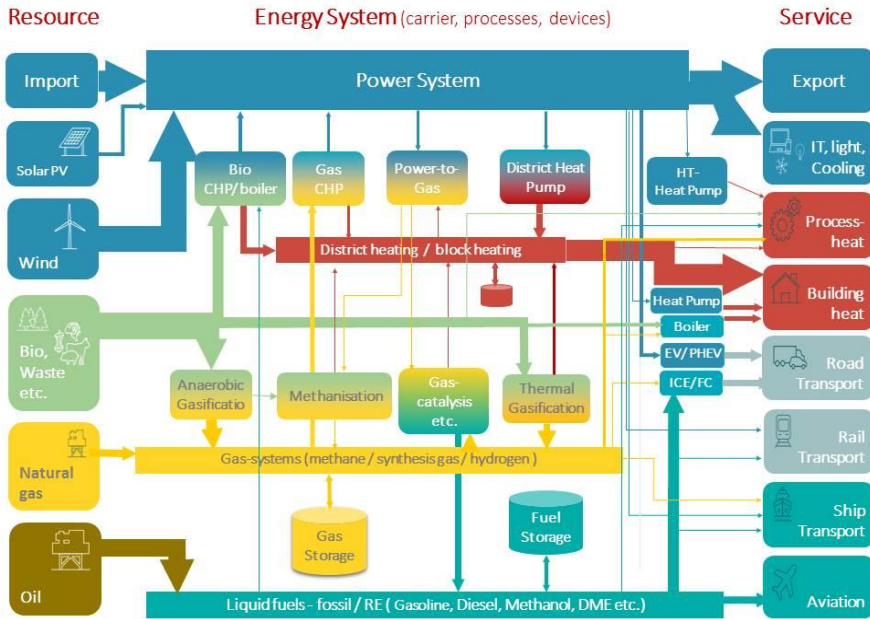 Resource
Energy System (carrier, processes, devices)
Service
Import
Power System
Export
Solar PV
IT, light,
Cooling
Bio
CHP/boiler
Gas
CHP
Power-to-
Gas
District Heat
Pump
HT-
Heat Pump
Wind
Process-
heat
District heating / block heating
Building
heat
Heat Pump
Boiler
Bio,
Waste
etc.
EV/PHEV
ICE/FC
Road
Transport
Anaerobic
Gasificatio
Methanisation
Gas-
catalysis
etc.
Thermal
Gasification
Rail
Transport
Natural
gas
Gas-systems (methane / synthesis gas / hydrogen )
Gas
Storage
Fuel
Storage
Ship
Transport
Oil
Liquid fuels - fossil / RE ( Gasoline, Diesel, Methanol, DME etc.)
Aviation